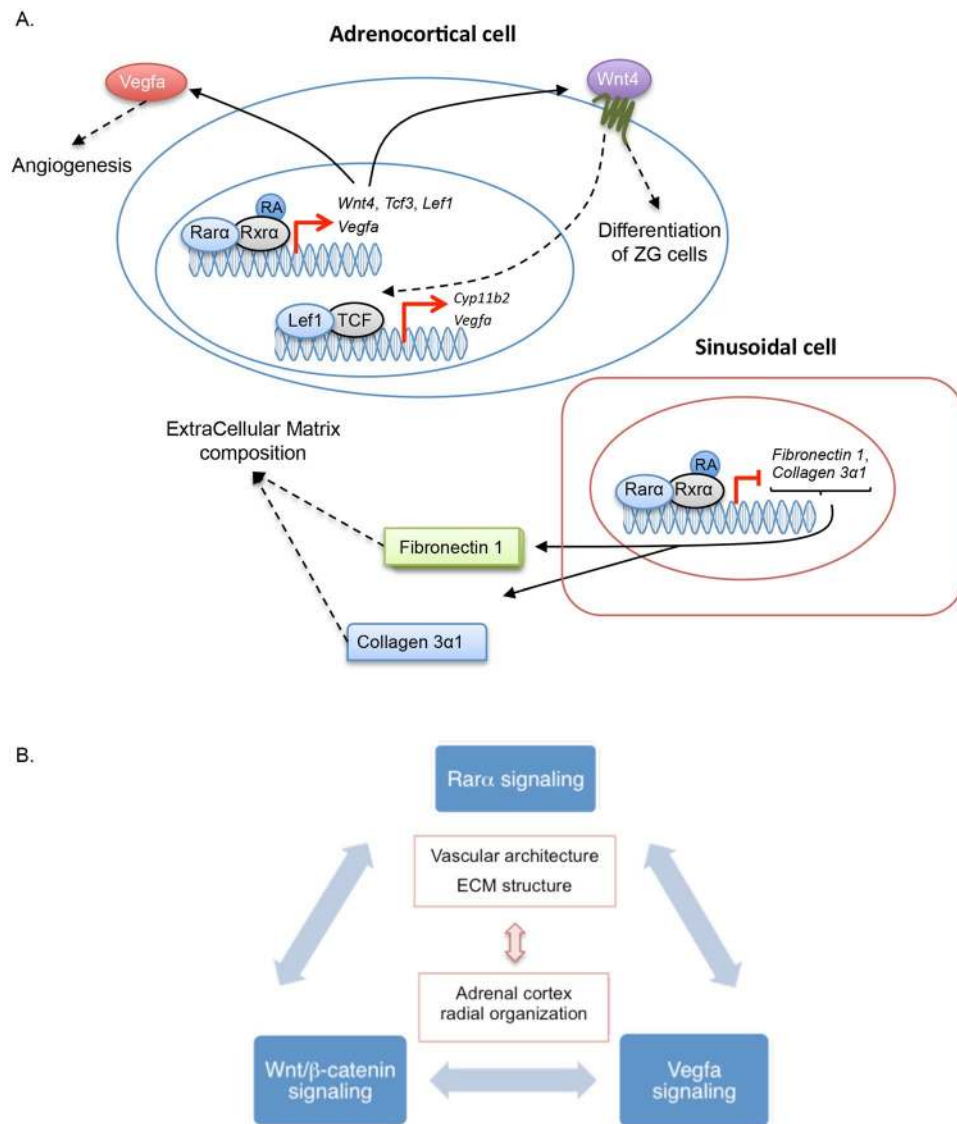 A.
Adrenocortical cell
Vegfa
Wnt4
Angiogenesis
RA
Rarα
Rxrα
Wnt4, Tcf3, Lef1
Vegfa
Differentiation
of ZG cells
Lef1
TCF
Cyp11b2
Vegfa
Sinusoidal cell
ExtraCellular Matrix
composition
RA
Rarα
Rxrα
Fibronectin 1,
Collagen 3α1
Fibronectin 1
Collagen 3α1
B.
Rarα signaling
Vascular architecture
ECM structure
Adrenal cortex
radial organization
Wnt/β-catenin
signaling
Vegfa
signaling